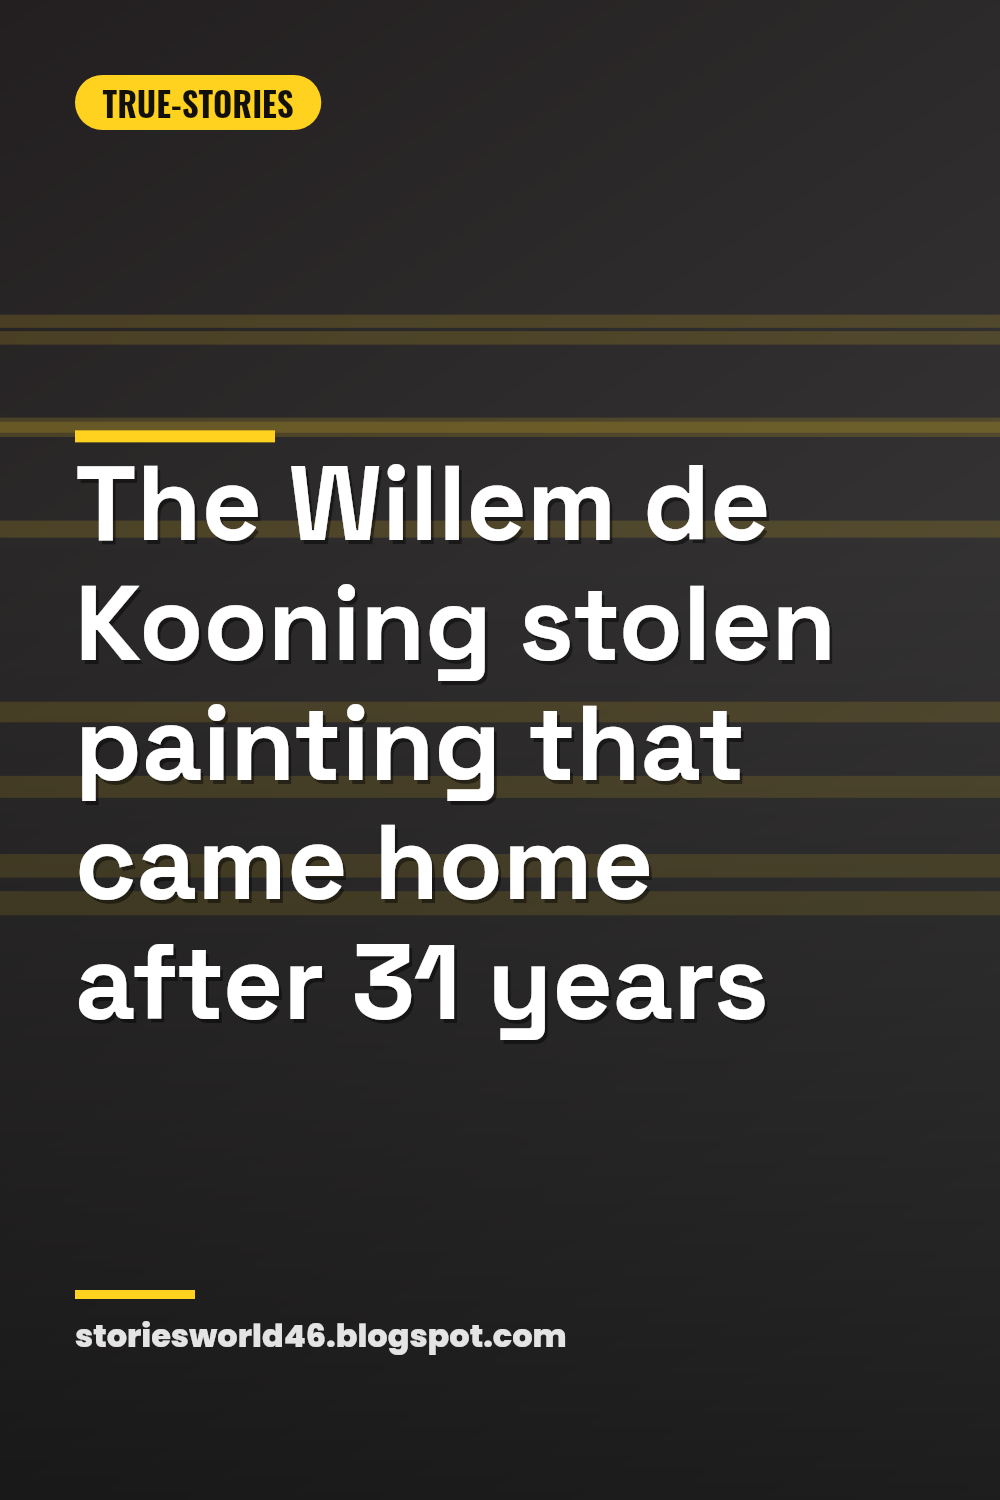 TRUE-STORIES
The Willem de
Kooning stolen
painting that
came home
after 31 years
storiesworld46.blogspot.com